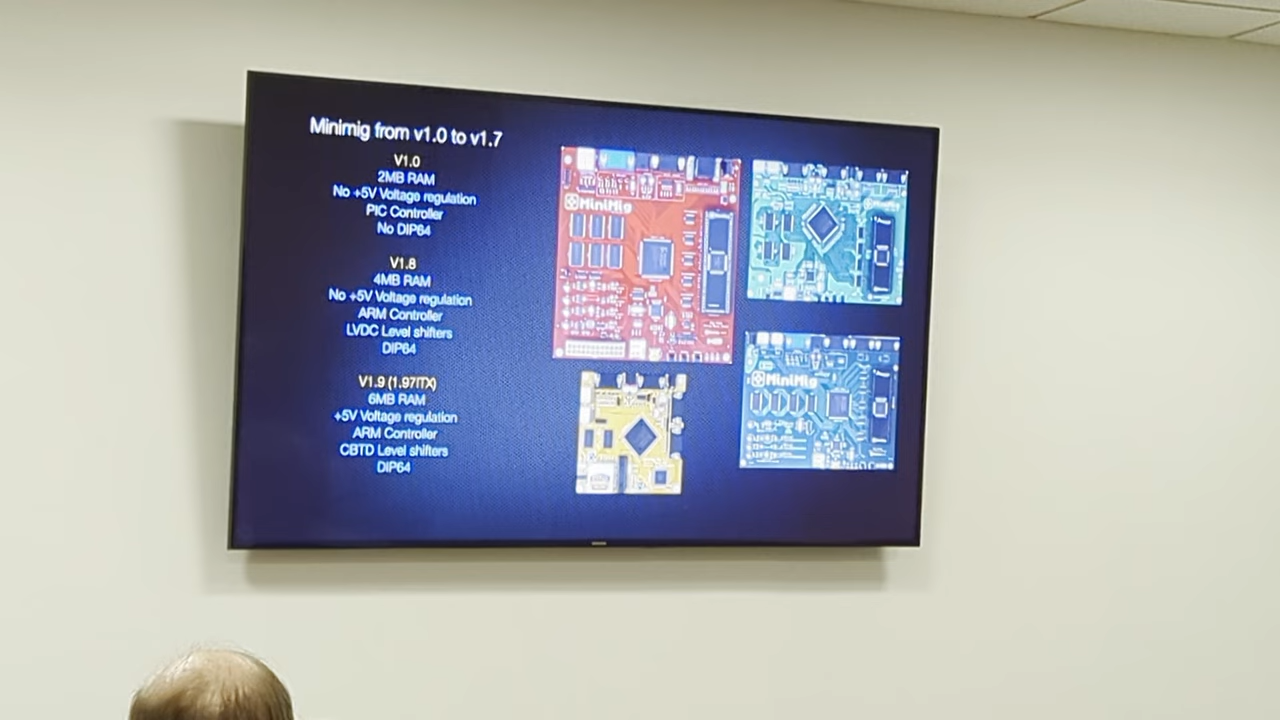 Minimig from v1.0 to v1.7
V1.0
2MB RAM
No +5V Voltage regulation
PIC Controller
No DIP64
V1.8
4MB RAM
No +5V Voltage regulation
ARM Controller
LVDC Level shifters
DIP64
V1.9 (1.97ITX)
6MB RAM
+5V Voltage regulation
ARM Controller
CBTD Level shifters
DIP64
MiniMig
MiniMig